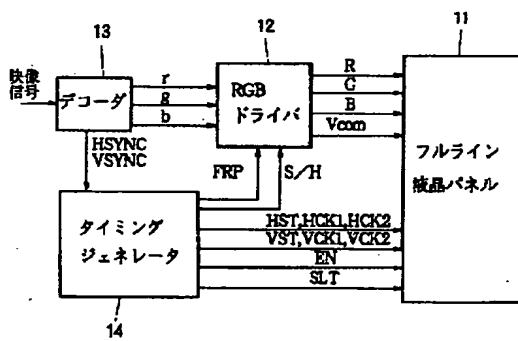 13
12
11
映像
信号
デコーダ
r
g
b
RGB
ドライバ
R
G
B
Vcom
フルライン
液晶パネル
HSYNC
VSYNC
FRP
S/H
タイミング
ジェネレータ
HST,HCK1,HCK2
VST,VCK1,VCK2
EN
SLT
14